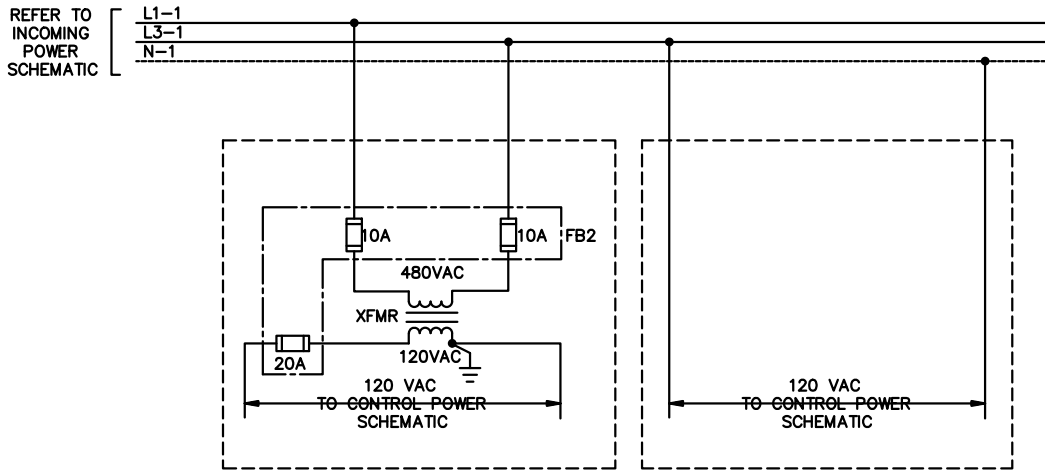 REFER TO
INCOMING
POWER
SCHEMATIC
L1-1
L3-1
N-1
10A
10A
FB2
480VAC
XFMR
120VAC
20A
120 VAC
TO CONTROL POWER
SCHEMATIC
120 VAC
TO CONTROL POWER
SCHEMATIC